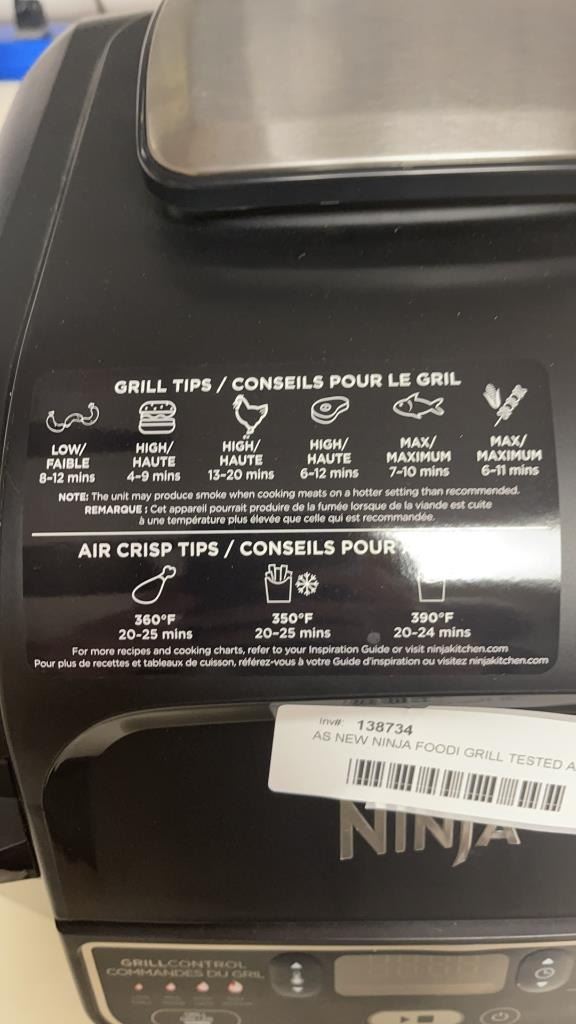 GRILL TIPS / CONSEILS POUR LE GRIL
LOW/ FAIBLE 8-12 mins
HIGH/ HAUTE 4-9 mins
HIGH/ HAUTE 13-20 mins
HIGH/ HAUTE 6-12 mins
MAX/ MAXIMUM 7-10 mins
MAX/ MAXIMUM 6-11 mins
NOTE: The unit may produce smoke when cooking meats on a hotter setting than recommended.
REMARQUE : Cet appareil pourrait produire de la fumée lorsque de la viande est cuite
à une température plus élevée que celle qui est recommandée.
AIR CRISP TIPS / CONSEILS POUR
360°F 20-25 mins
350°F 20-25 mins
390°F 20-24 mins
For more recipes and cooking charts, refer to your Inspiration Guide or visit ninjakitchen.com
Pour plus de recettes et tableaux de cuisson, référez-vous à votre Guide d'inspiration ou visitez ninjakitchen.com
Inv#: 138734
AS NEW NINJA FOODI GRILL TESTED A
NINJA
GRILLCONTROL
COMMANDES DU GRIL